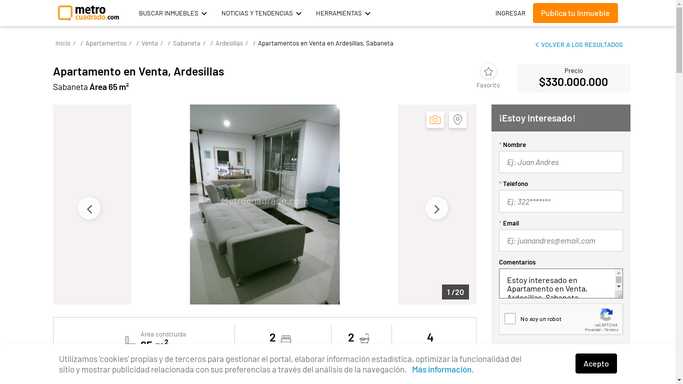 metro
cuadrado.com
BUSCAR INMUEBLES
NOTICIAS Y TENDENCIAS
HERRAMIENTAS
INGRESAR
Publica tu Inmueble
Inicio / / Apartamentos / / Venta / / Sabaneta / / Ardesillas / > Apartamentos en Venta en Ardesillas, Sabaneta
VOLVER A LOS RESULTADOS
Apartamento en Venta, Ardesillas
Sabaneta Área 65 m²
Favorito
Precio
$330.000.000
Metrocuadrado.com
1 /20
¡Estoy Interesado!
* Nombre
Ej: Juan Andres
* Teléfono
Ej: 322*******
* Email
Ej: juanandres@email.com
Comentarios
Estoy interesado en
Apartamento en Venta,
Ardesillas, Sabaneta
No soy un robot
reCAPTCHA
Privacidad - Términos
Área construida
65 m²
2
2
4
Utilizamos 'cookies' propias y de terceros para gestionar el portal, elaborar información estadística, optimizar la funcionalidad del
sitio y mostrar publicidad relacionada con sus preferencias a través del análisis de la navegación. Más información.
Acepto